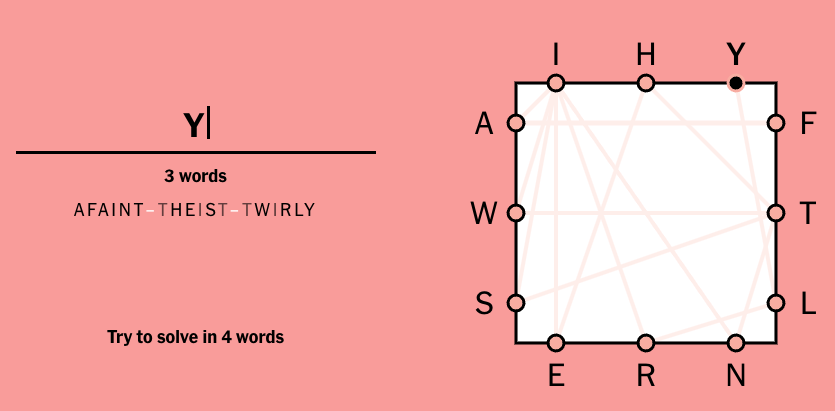 Y
3 words
AFAINT–THEIST–TWIRLY
Try to solve in 4 words
I H Y
A F
W T
S L
E R N